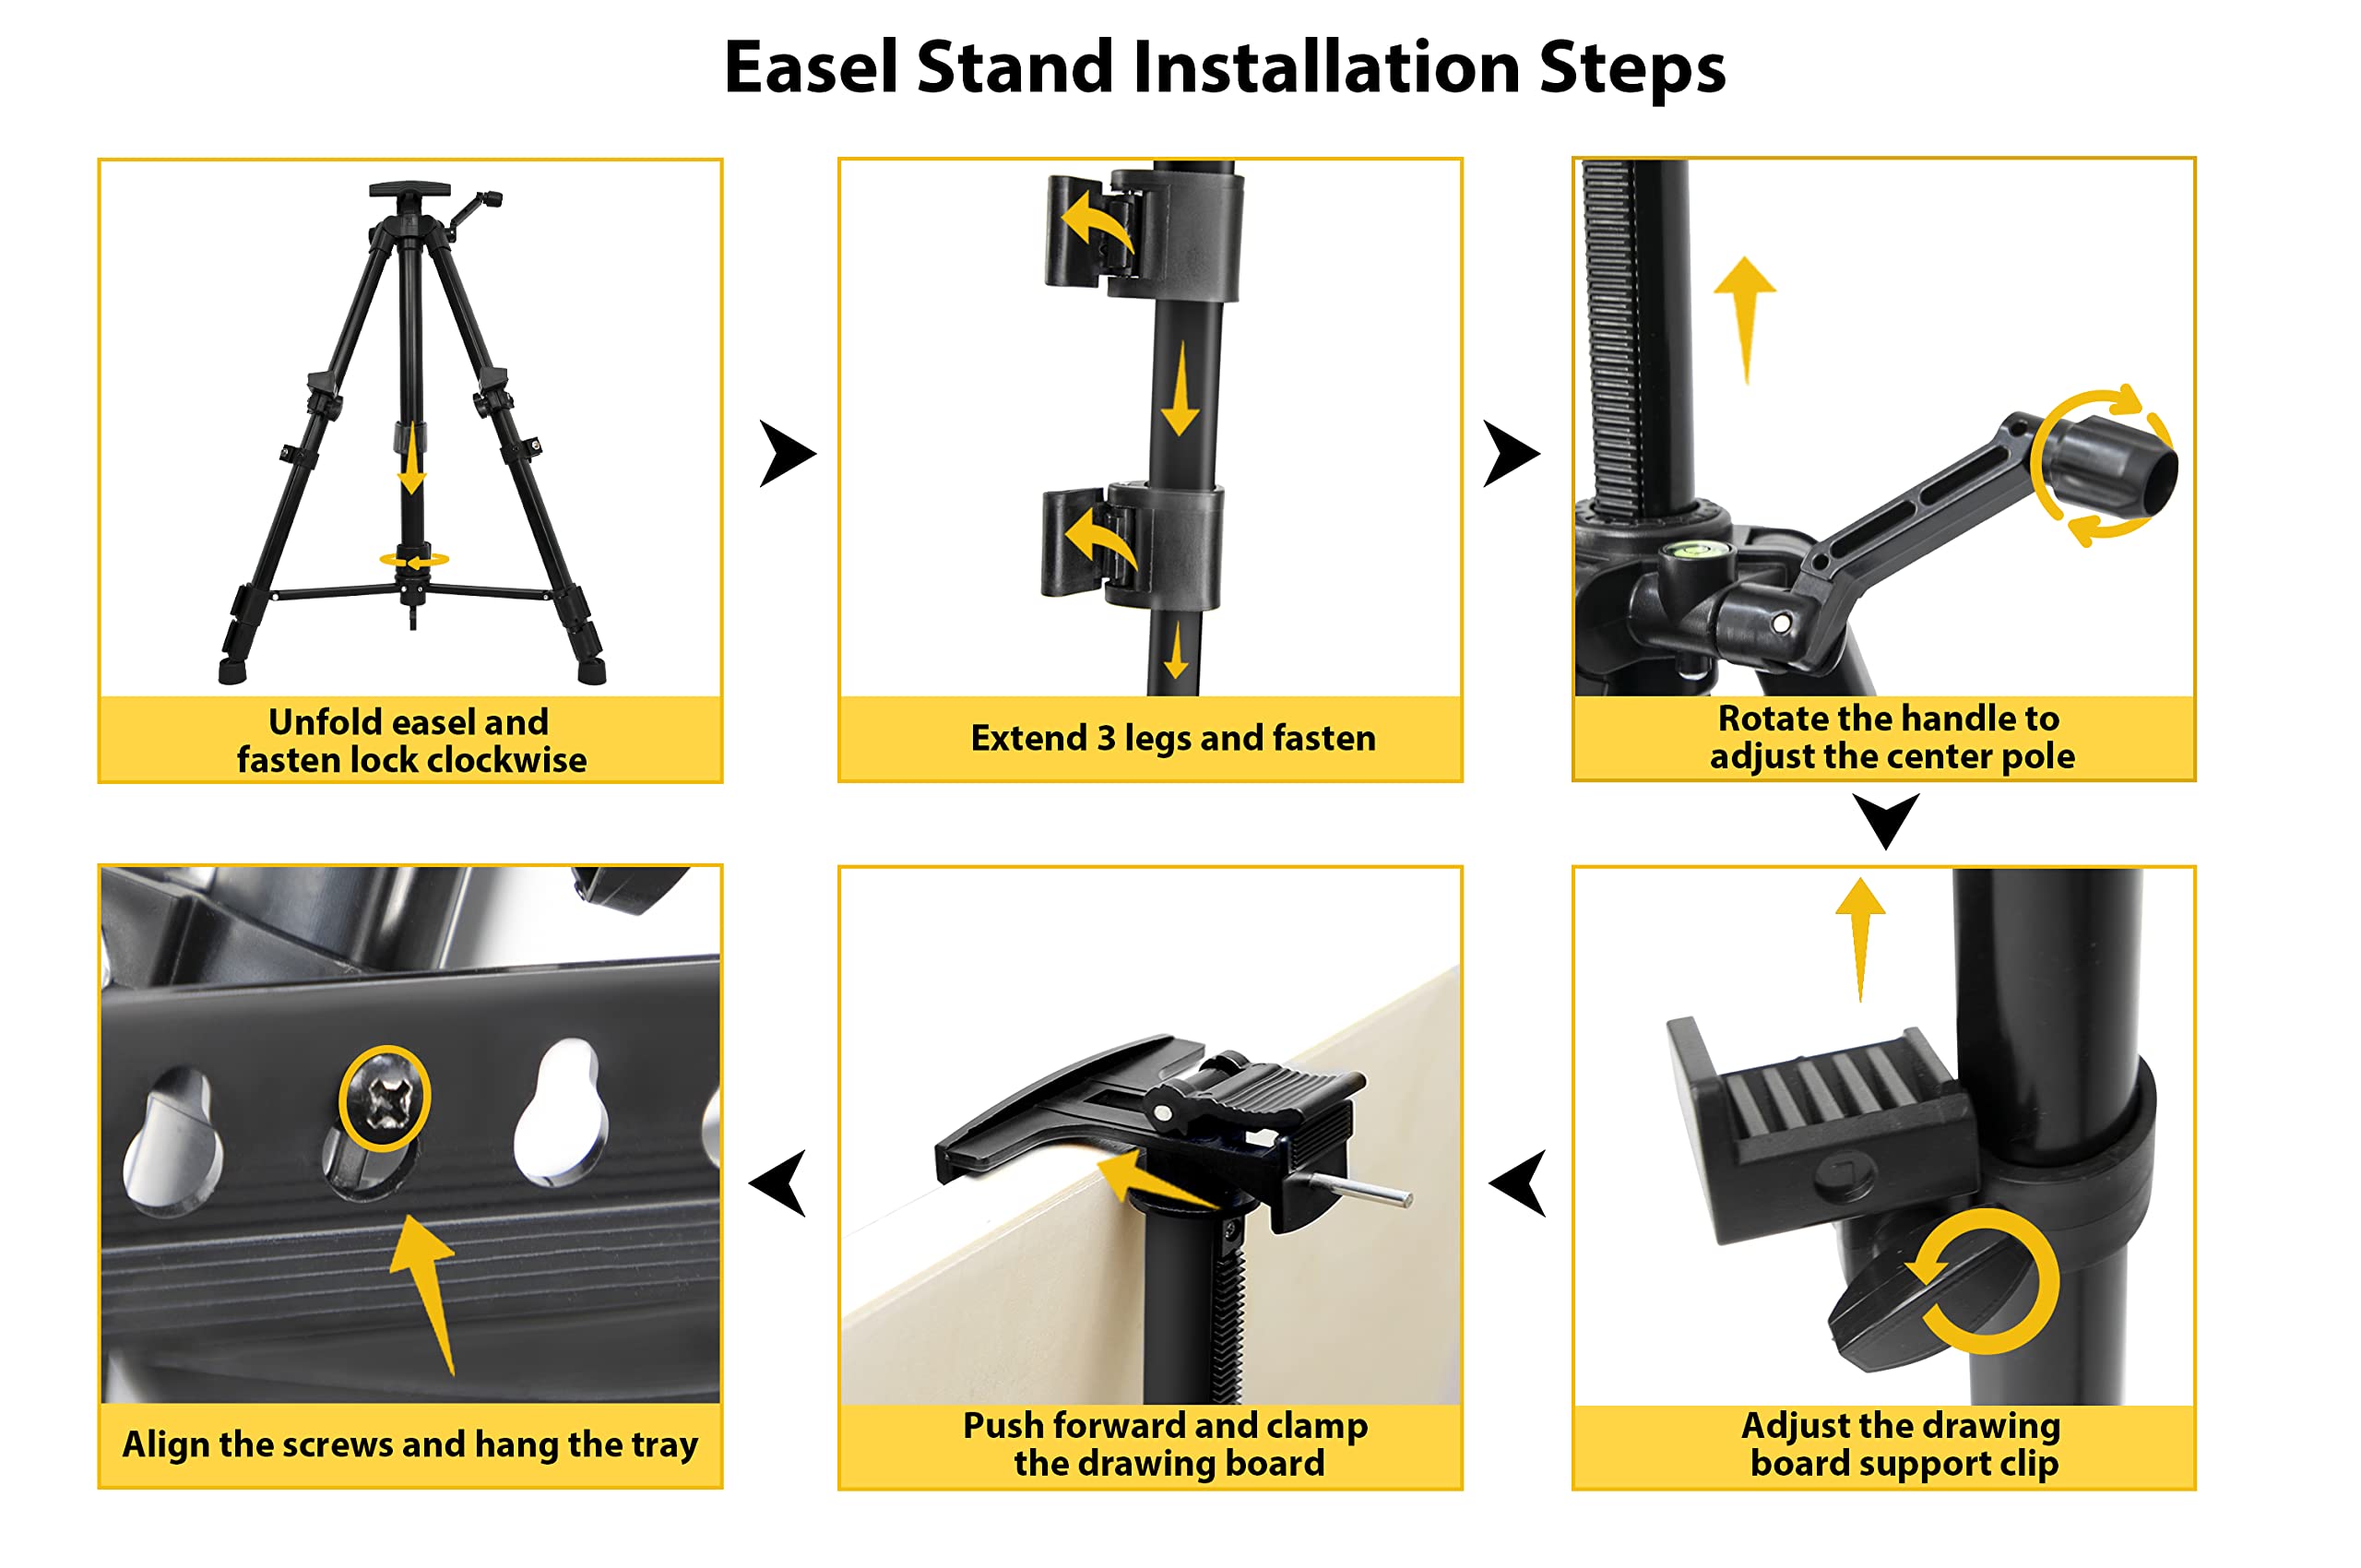 Easel Stand Installation Steps
Unfold easel and
fasten lock clockwise
Extend 3 legs and fasten
Rotate the handle to
adjust the center pole
Adjust the drawing
board support clip
Push forward and clamp
the drawing board
Align the screws and hang the tray